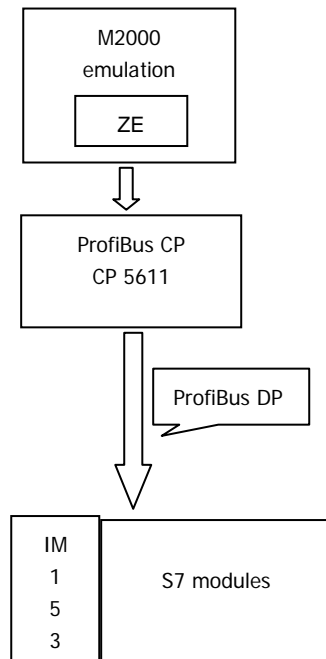 M2000
emulation
ZE
ProfiBus CP
CP 5611
ProfiBus DP
IM
1
5
3
S7 modules